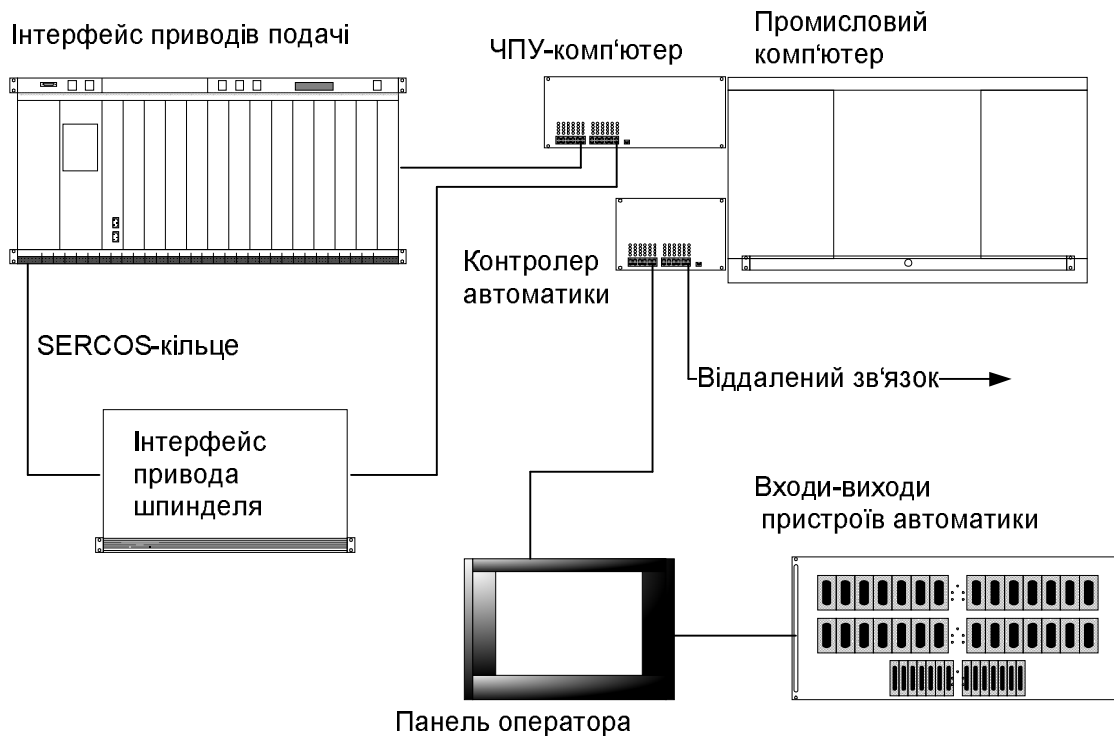 Інтерфейс приводів подачі
ЧПУ-комп‘ютер
Промисловий
комп‘ютер
Контролер
автоматики
SERCOS-кільце
Віддалений зв‘язок
Інтерфейс
привода
шпинделя
Входи-виходи
пристроїв автоматики
Панель оператора